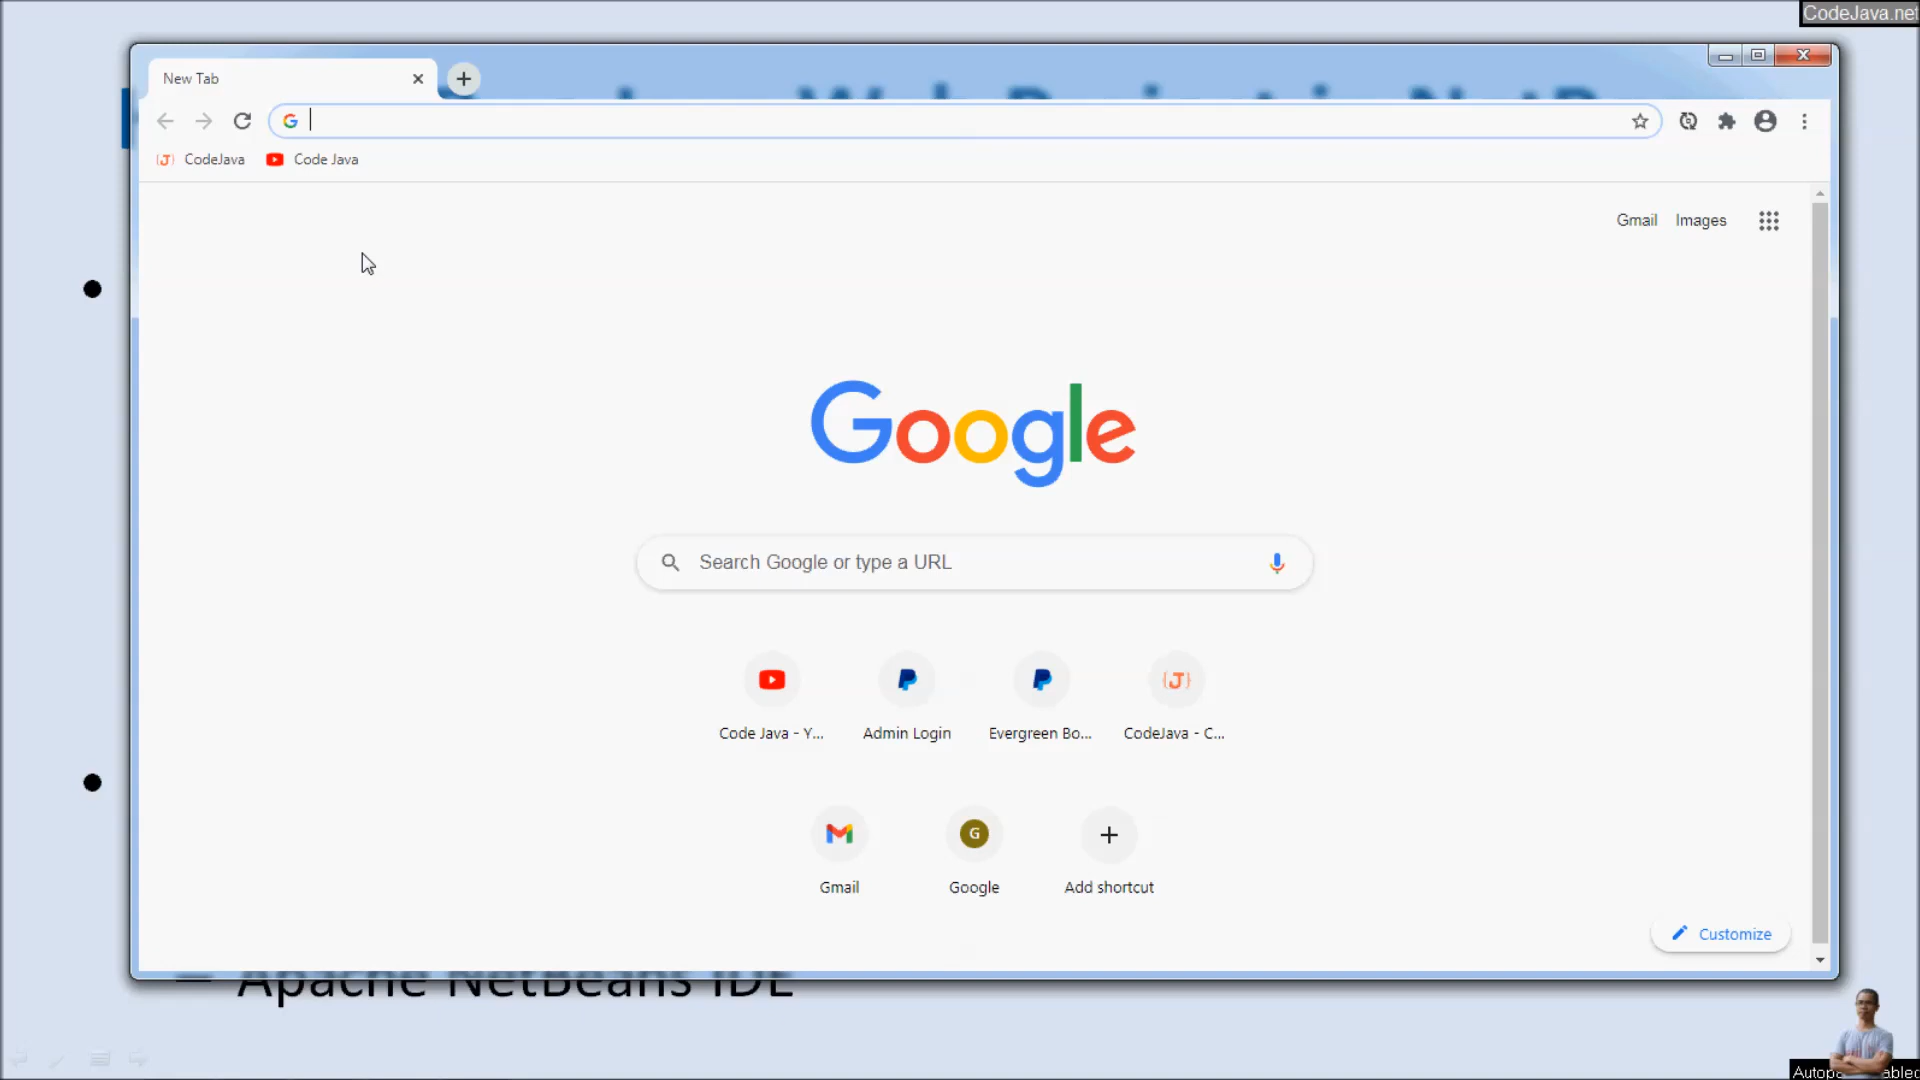 CodeJava.net
New Tab
CodeJava
Code Java
Gmail
Images
Google
Search Google or type a URL
Code Java - Y...
Admin Login
Evergreen Bo...
CodeJava - C...
Gmail
Google
Add shortcut
Customize
– Apache NetBeans IDE